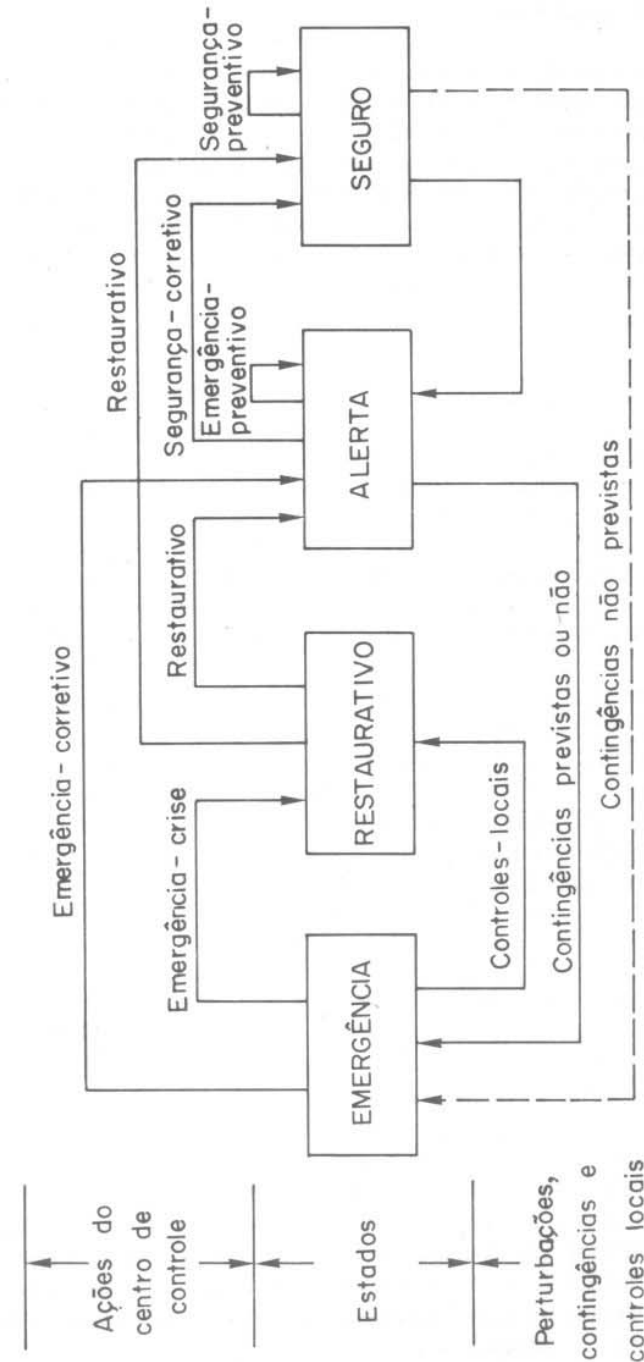 Ações do
centro de
controle
Estados
Perturbações,
contingências e
controles locais
Emergência-corretivo
Restaurativo
Emergência-crise
Restaurativo
Segurança-corretivo
Emergência-
preventivo
Segurança-
preventivo
EMERGÊNCIA
RESTAURATIVO
ALERTA
SEGURO
Controles-locais
Contingências previstas ou não
Contingências não previstas